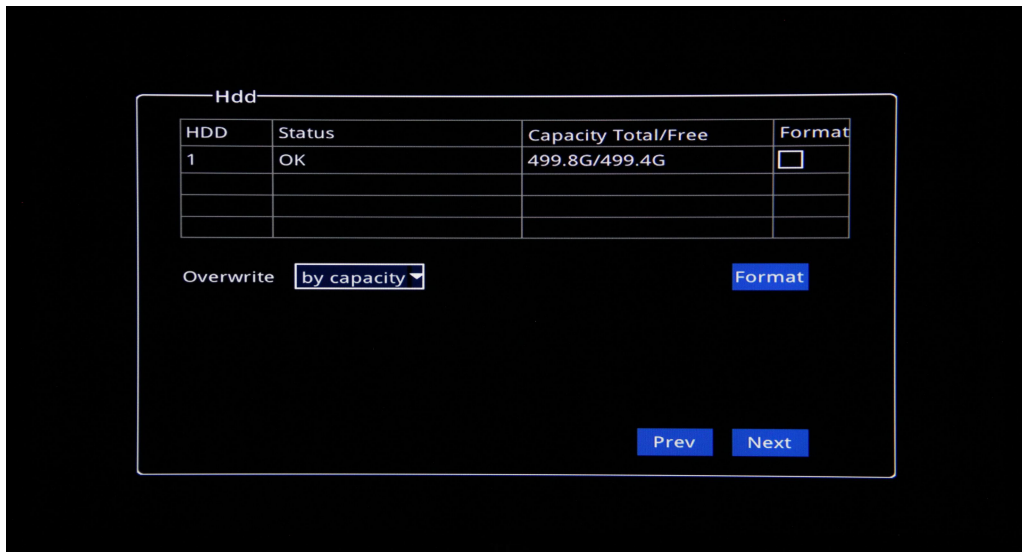 Hdd
HDD Status Capacity Total/Free Format
1 OK 499.8G/499.4G
Overwrite by capacity Format
Prev Next